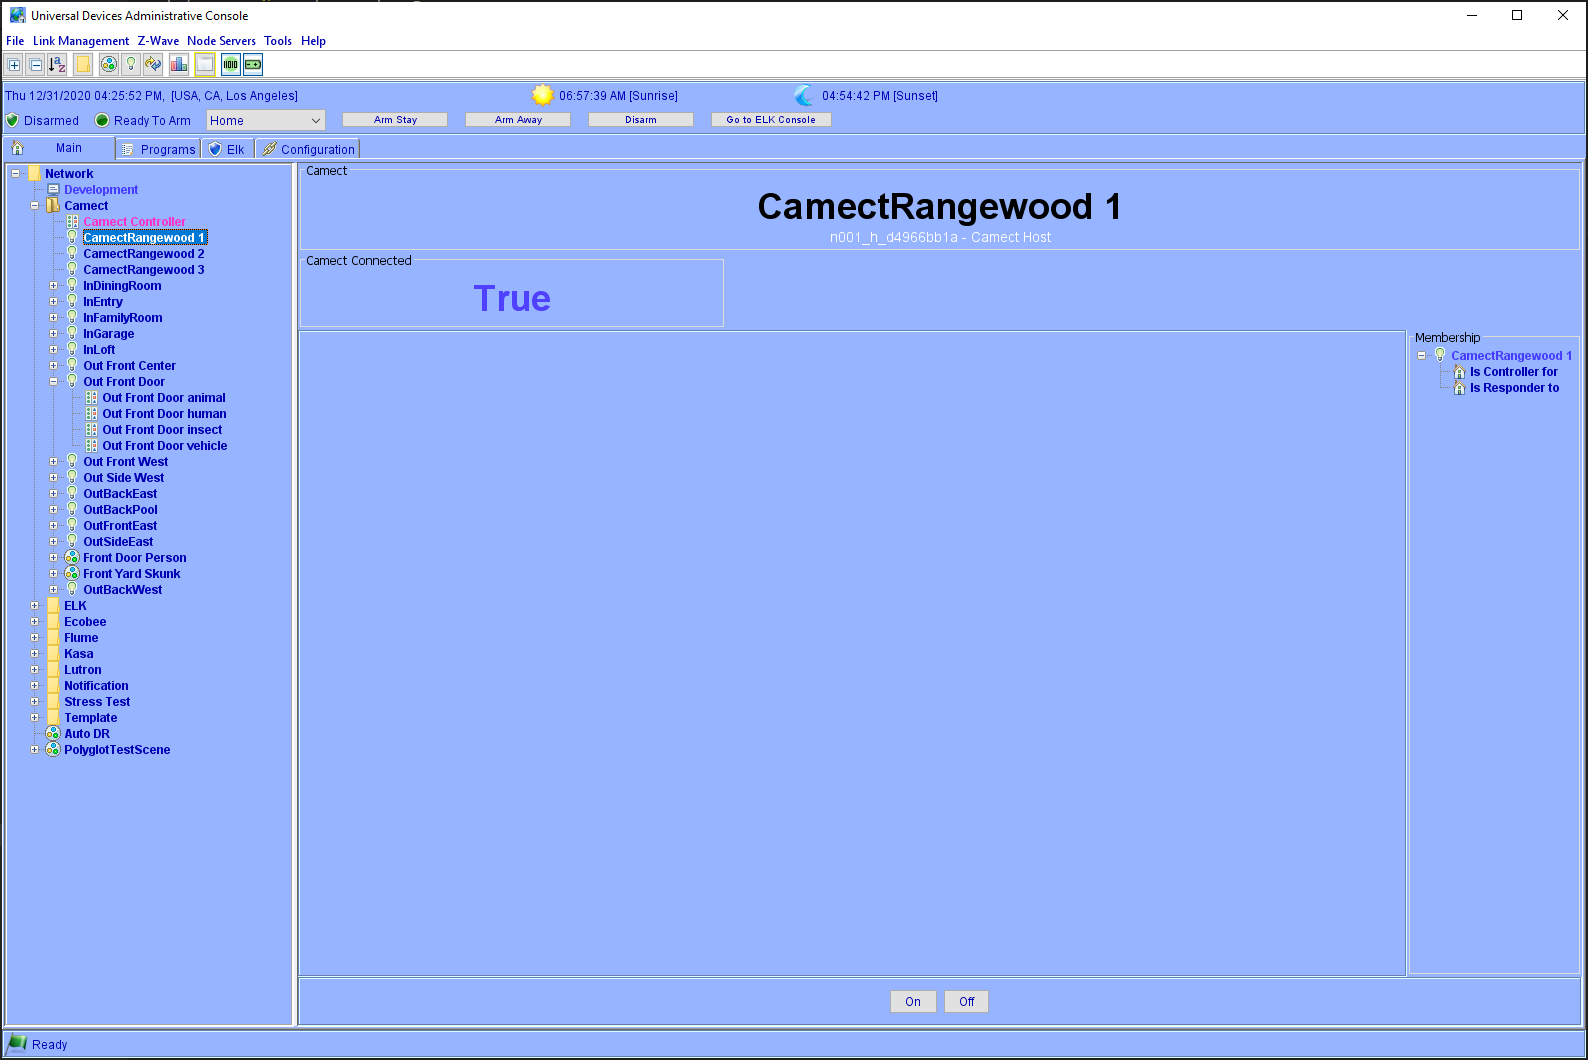 Universal Devices Administrative Console
File Link Management Z-Wave Node Servers Tools Help
Thu 12/31/2020 04:25:52 PM, [USA, CA, Los Angeles] 06:57:39 AM [Sunrise] 04:54:42 PM [Sunset]
Disarmed Ready To Arm Home Arm Stay Arm Away Disarm Go to ELK Console
Main Programs Elk Configuration
Network
Development
Camect
Camect Controller
CamectRangewood 1
CamectRangewood 2
CamectRangewood 3
InDiningRoom
InEntry
InFamilyRoom
InGarage
InLoft
Out Front Center
Out Front Door
Out Front Door animal
Out Front Door human
Out Front Door insect
Out Front Door vehicle
Out Front West
Out Side West
OutBackEast
OutBackPool
OutFrontEast
OutSideEast
Front Door Person
Front Yard Skunk
OutBackWest
ELK
Ecobee
Flume
Kasa
Lutron
Notification
Stress Test
Template
Auto DR
PolyglotTestScene
Camect
CamectRangewood 1
n001_h_d4966bb1a - Camect Host
Camect Connected
True
Membership
CamectRangewood 1
Is Controller for
Is Responder to
On Off
Ready